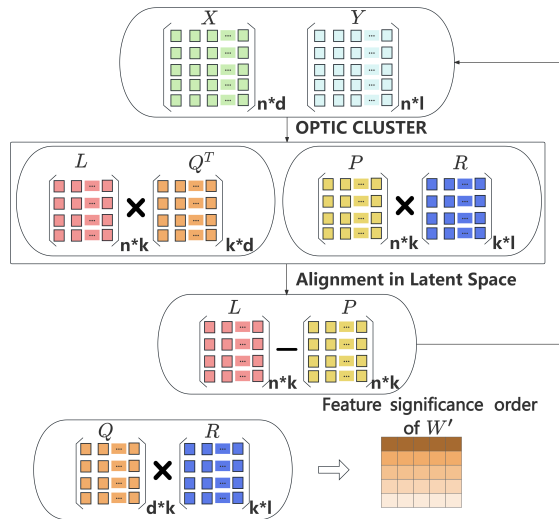 X Y
n*d n*l
OPTIC CLUSTER
L Q^T P R
n*k k*d n*k k*l
Alignment in Latent Space
L P
n*k n*k
Feature significance order
of W'
Q R
d*k k*l